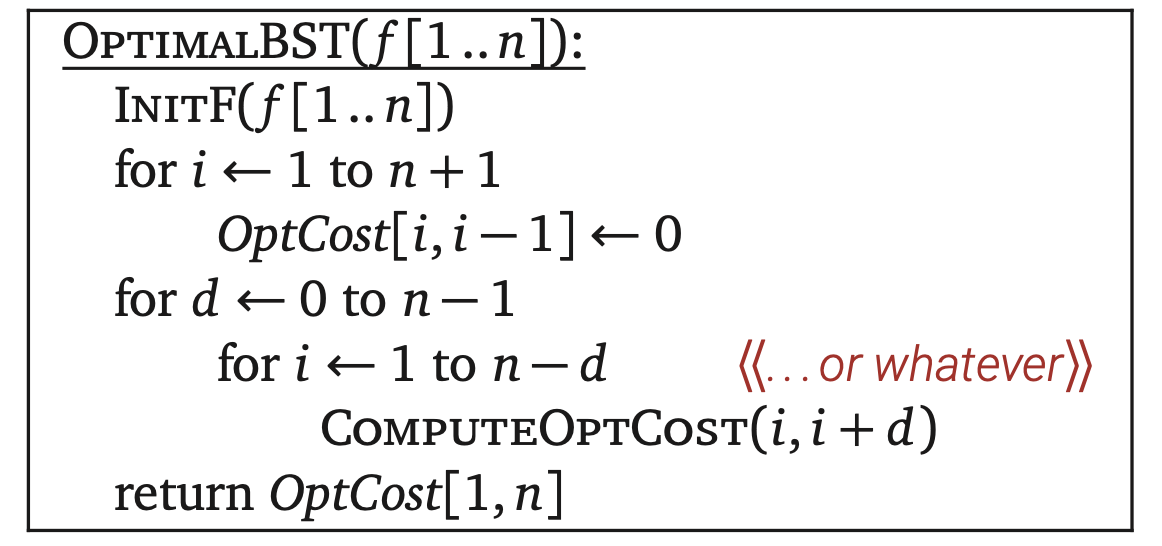 OPTIMALBST(f[1..n]):
INITF(f[1..n])
for i ← 1 to n + 1
OptCost[i, i − 1] ← 0
for d ← 0 to n − 1
for i ← 1 to n − d ⟪...or whatever⟫
COMPUTEOPTCOST(i, i + d)
return OptCost[1, n]